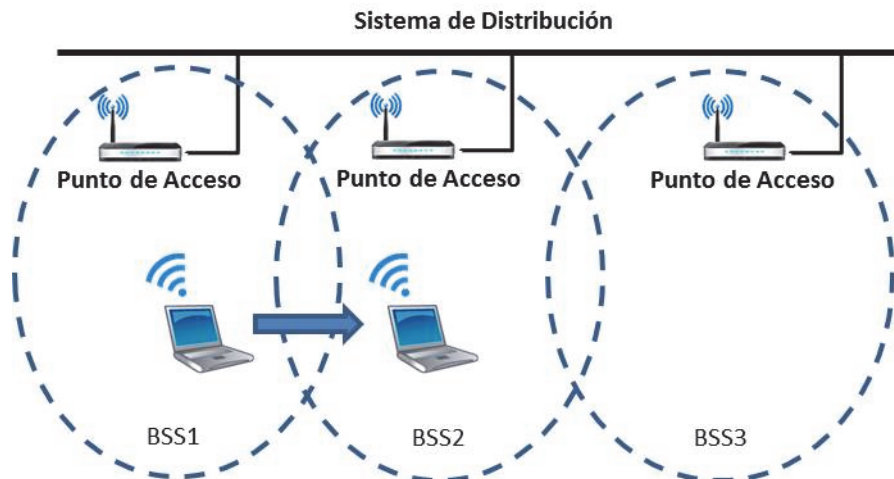 Sistema de Distribución
Punto de Acceso
Punto de Acceso
Punto de Acceso
BSS1
BSS2
BSS3